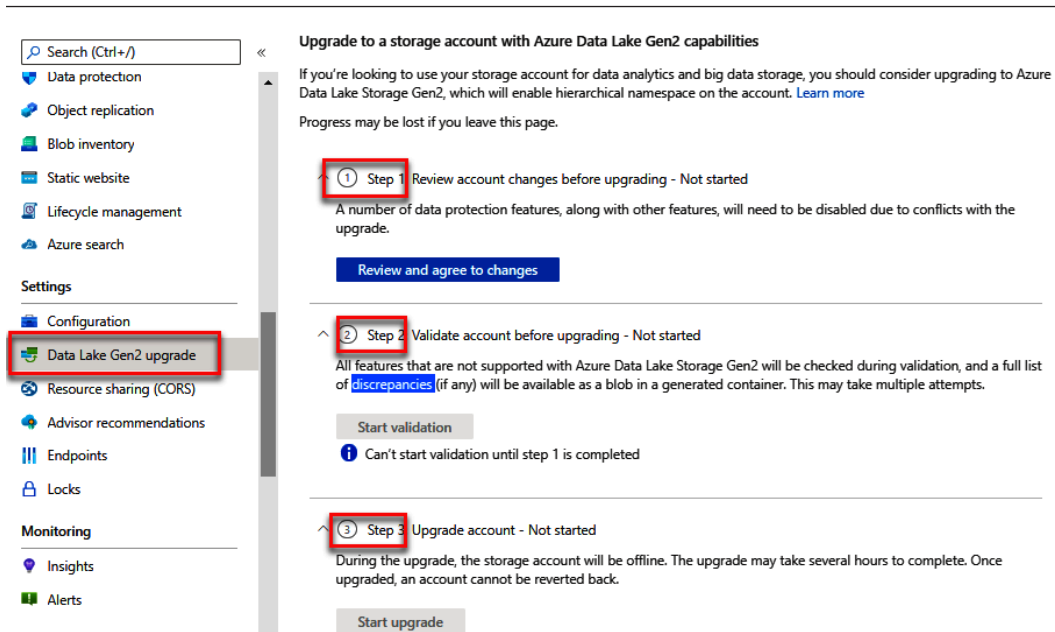 Search (Ctrl+/)
«
Data protection
Object replication
Blob inventory
Static website
Lifecycle management
Azure search
Settings
Configuration
Data Lake Gen2 upgrade
Resource sharing (CORS)
Advisor recommendations
Endpoints
Locks
Monitoring
Insights
Alerts
Upgrade to a storage account with Azure Data Lake Gen2 capabilities
If you're looking to use your storage account for data analytics and big data storage, you should consider upgrading to Azure
Data Lake Storage Gen2, which will enable hierarchical namespace on the account. Learn more
Progress may be lost if you leave this page.
1 Step 1 Review account changes before upgrading - Not started
A number of data protection features, along with other features, will need to be disabled due to conflicts with the
upgrade.
Review and agree to changes
2 Step 2 Validate account before upgrading - Not started
All features that are not supported with Azure Data Lake Storage Gen2 will be checked during validation, and a full list
of discrepancies (if any) will be available as a blob in a generated container. This may take multiple attempts.
Start validation
Can't start validation until step 1 is completed
3 Step 3 Upgrade account - Not started
During the upgrade, the storage account will be offline. The upgrade may take several hours to complete. Once
upgraded, an account cannot be reverted back.
Start upgrade